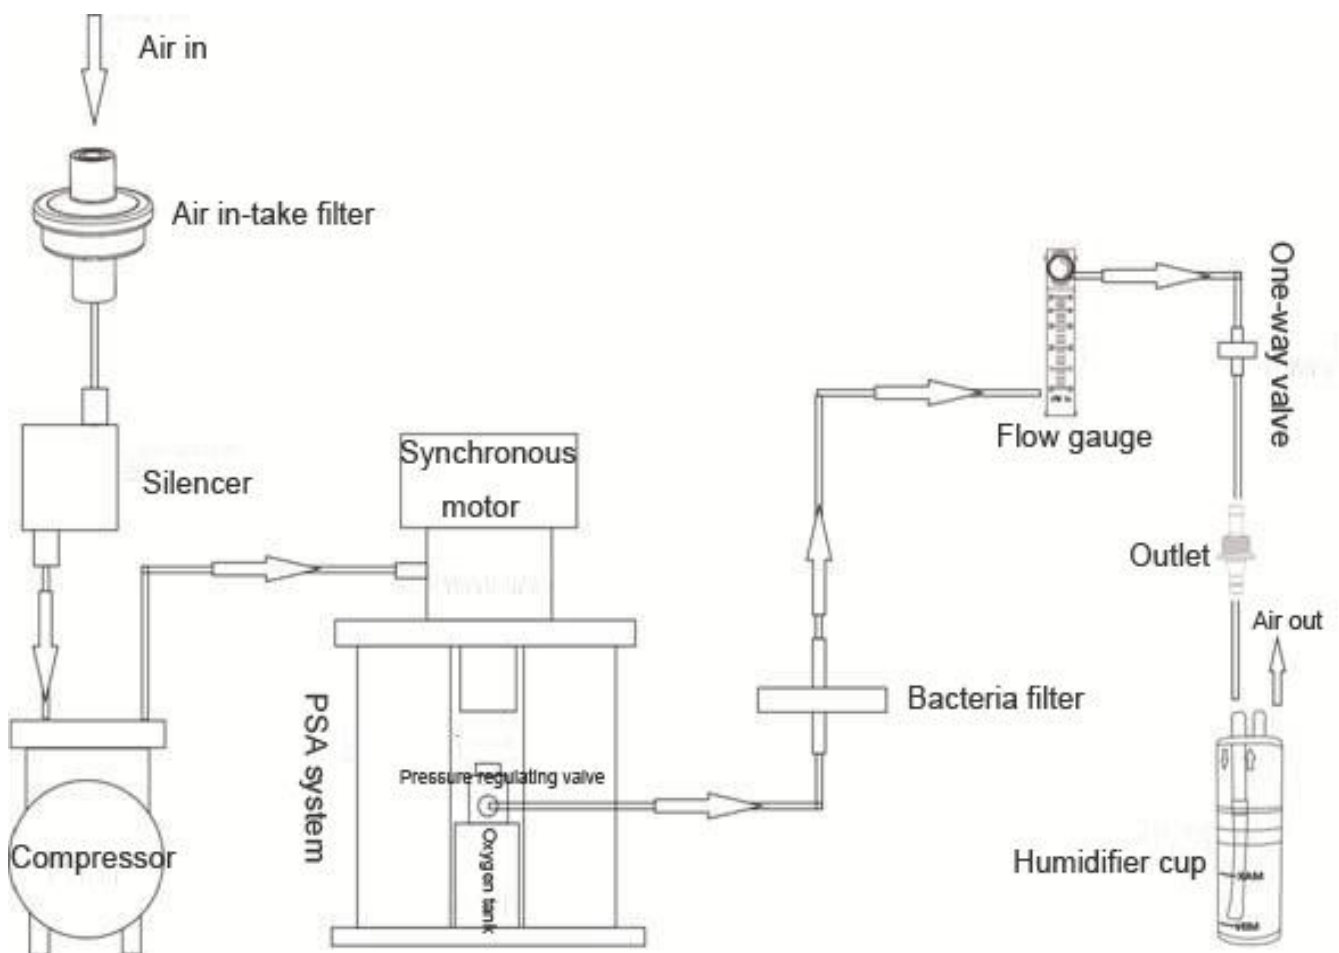 Air in
Air in-take filter
Silencer
Compressor
Synchronous
motor
PSA system
Pressure regulating valve
Oxygen tank
Bacteria filter
Flow gauge
One-way valve
Outlet
Air out
Humidifier cup